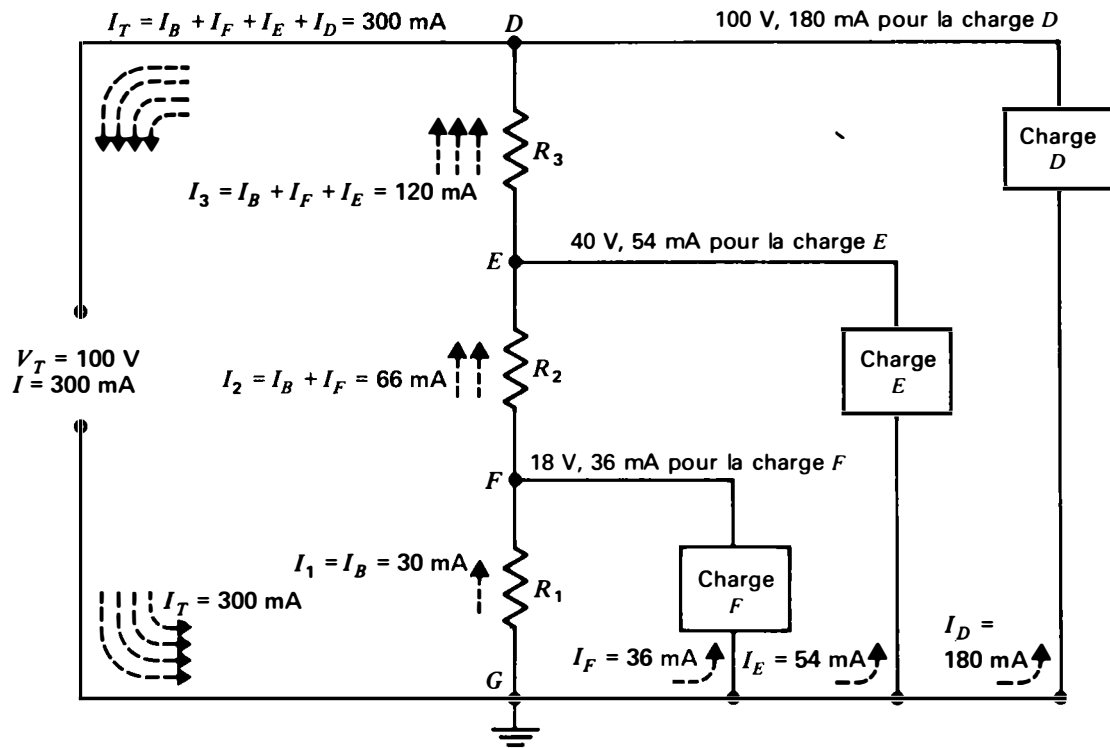 I_T = I_B + I_F + I_E + I_D = 300 mA
D
100 V, 180 mA pour la charge D
R_3
Charge
D
I_3 = I_B + I_F + I_E = 120 mA
40 V, 54 mA pour la charge E
E
V_T = 100 V
I = 300 mA
I_2 = I_B + I_F = 66 mA
R_2
Charge
E
18 V, 36 mA pour la charge F
F
I_1 = I_B = 30 mA
R_1
Charge
F
I_T = 300 mA
I_D =
180 mA
I_F = 36 mA
I_E = 54 mA
G